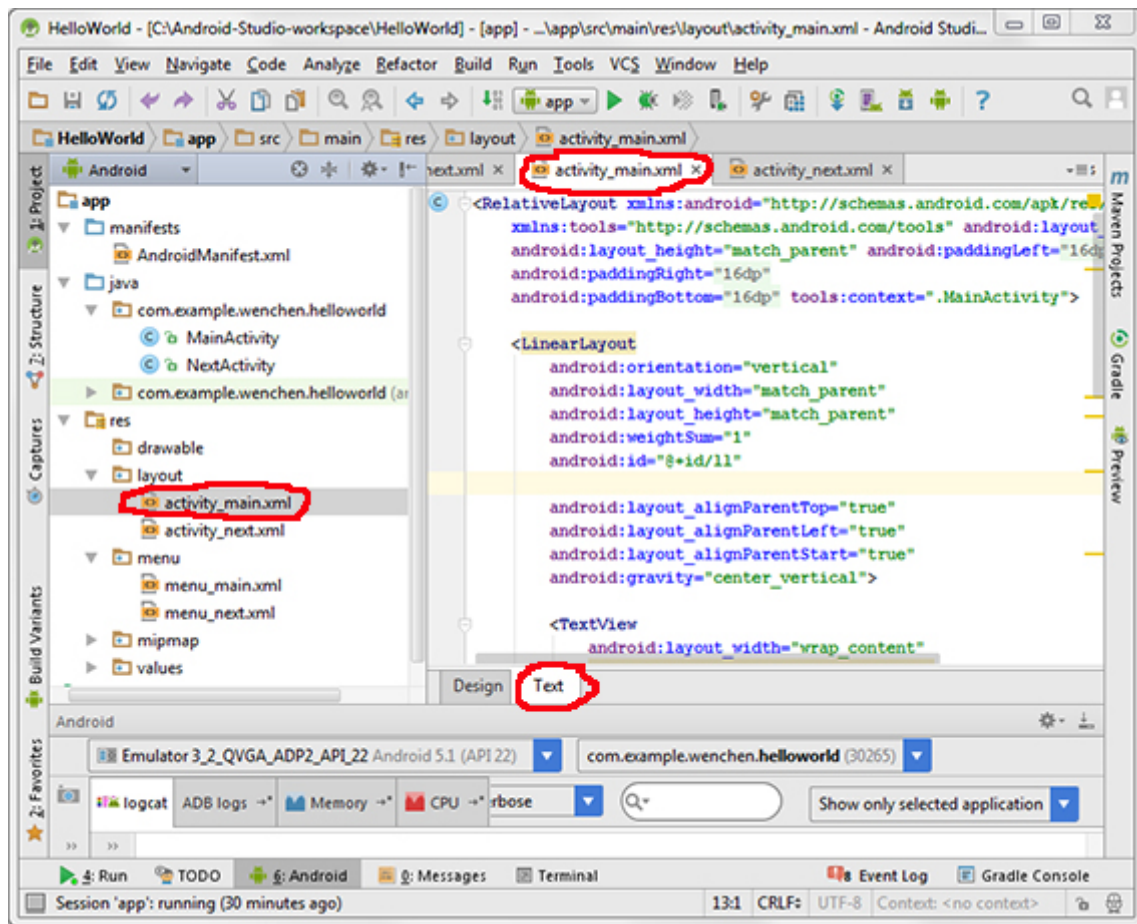 HelloWorld - [C:\Android-Studio-workspace\HelloWorld] - [app] - ...\app\src\main\res\layout\activity_main.xml - Android Studi...
File Edit View Navigate Code Analyze Refactor Build Run Tools VCS Window Help
app
HelloWorld app src main res layout activity_main.xml
Android
next.xml activity_main.xml activity_next.xml
1: Project
2: Structure
Captures
Build Variants
2: Favorites
app
manifests
AndroidManifest.xml
java
com.example.wenchen.helloworld
MainActivity
NextActivity
com.example.wenchen.helloworld (ar
res
drawable
layout
activity_main.xml
activity_next.xml
menu
menu_main.xml
menu_next.xml
mipmap
values
<RelativeLayout xmlns:android="http://schemas.android.com/apk/res/
xmlns:tools="http://schemas.android.com/tools" android:layout_
android:layout_height="match_parent" android:paddingLeft="16dp
android:paddingRight="16dp"
android:paddingBottom="16dp" tools:context=".MainActivity">
<LinearLayout
android:orientation="vertical"
android:layout_width="match_parent"
android:layout_height="match_parent"
android:weightSum="1"
android:id="@+id/ll"
android:layout_alignParentTop="true"
android:layout_alignParentLeft="true"
android:layout_alignParentStart="true"
android:gravity="center_vertical">
<TextView
android:layout_width="wrap_content"
Design Text
m Maven Projects
Gradle
Preview
Android
Emulator 3_2_QVGA_ADP2_API_22 Android 5.1 (API 22) com.example.wenchen.helloworld (30265)
logcat ADB logs Memory CPU rbose Show only selected application
4: Run TODO 6: Android 0: Messages Terminal Event Log Gradle Console
Session 'app': running (30 minutes ago) 13:1 CRLF UTF-8 Context: <no context>